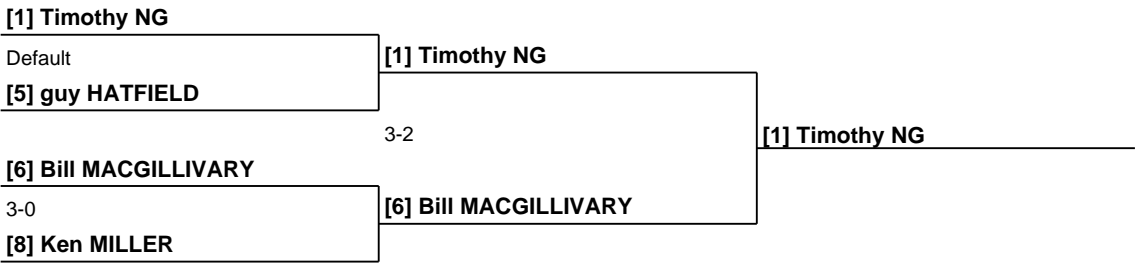 [1] Timothy NG
Default
[1] Timothy NG
[5] guy HATFIELD
3-2
[1] Timothy NG
[6] Bill MACGILLIVARY
3-0
[6] Bill MACGILLIVARY
[8] Ken MILLER